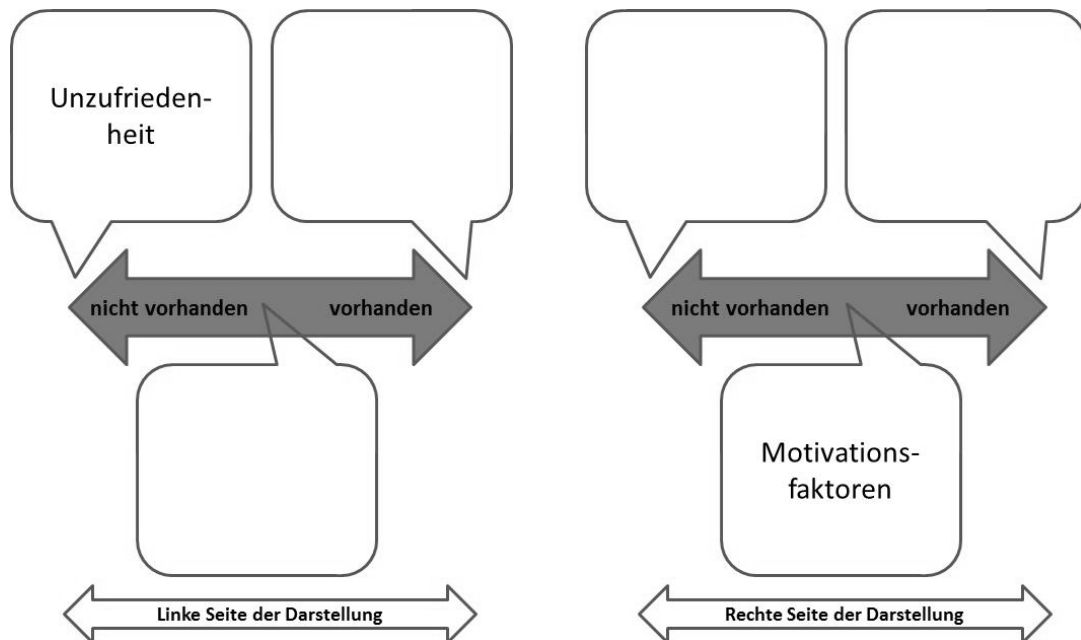 Unzufrieden-
heit
nicht vorhanden
vorhanden
nicht vorhanden
vorhanden
Motivations-
faktoren
Linke Seite der Darstellung
Rechte Seite der Darstellung